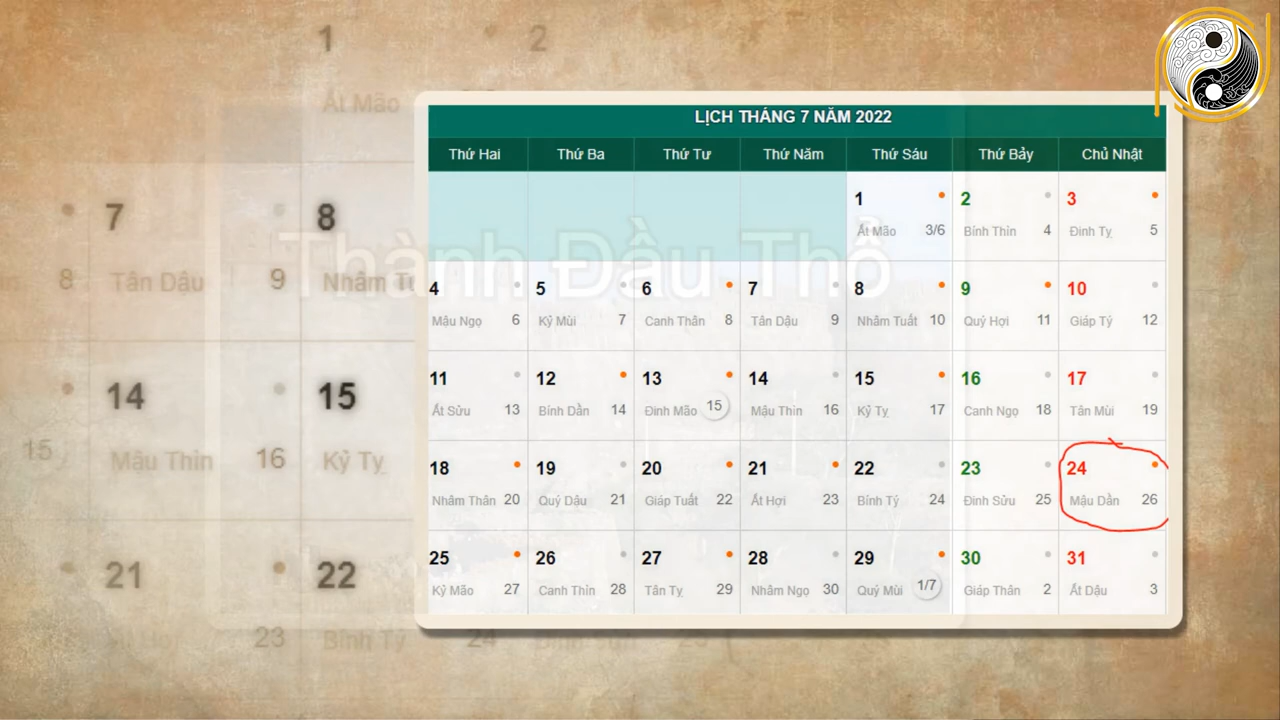 LỊCH THÁNG 7 NĂM 2022
Thứ Hai Thứ Ba Thứ Tư Thứ Năm Thứ Sáu Thứ Bảy Chủ Nhật
1 2 3
Ất Mão 3/6 Bính Thìn 4 Đinh Tỵ 5
Thành Đầu Thổ
4 5 6 7 8 9 10
Mậu Ngọ 6 Kỷ Mùi 7 Canh Thân 8 Tân Dậu 9 Nhâm Tuất 10 Quý Hợi 11 Giáp Tý 12
11 12 13 14 15 16 17
Ất Sửu 13 Bính Dần 14 Đinh Mão 15 Mậu Thìn 16 Kỷ Tỵ 17 Canh Ngọ 18 Tân Mùi 19
18 19 20 21 22 23 24
Nhâm Thân 20 Quý Dậu 21 Giáp Tuất 22 Ất Hợi 23 Bính Tý 24 Đinh Sửu 25 Mậu Dần 26
25 26 27 28 29 30 31
Kỷ Mão 27 Canh Thìn 28 Tân Tỵ 29 Nhâm Ngọ 30 Quý Mùi 1/7 Giáp Thân 2 Ất Dậu 3
1 2
Ất Mão
7 8
8 Tân Dậu 9 Nhâm
14 15
15 Mậu Thìn 16 Kỷ Tỵ
21 22
23 Bính Tý 24